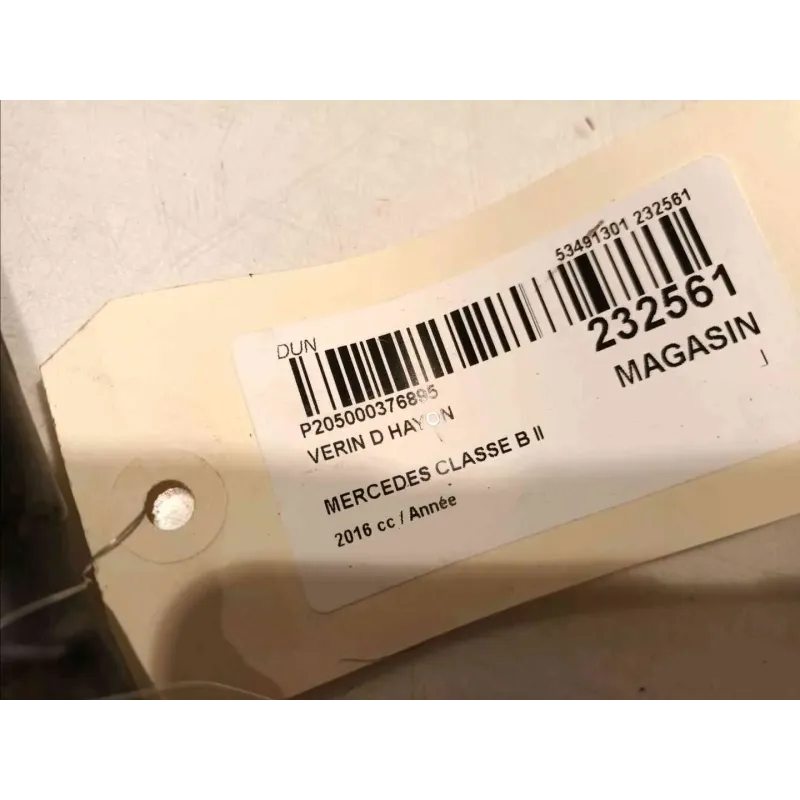 DUN
53491301 232561
232561
MAGASIN
P205000376895
VERIN D HAYON
MERCEDES CLASSE B II
2016 cc / Année